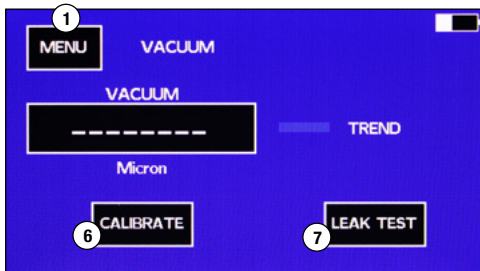 1
MENU VACUUM
VACUUM
--------
TREND
Micron
6 CALIBRATE
7 LEAK TEST